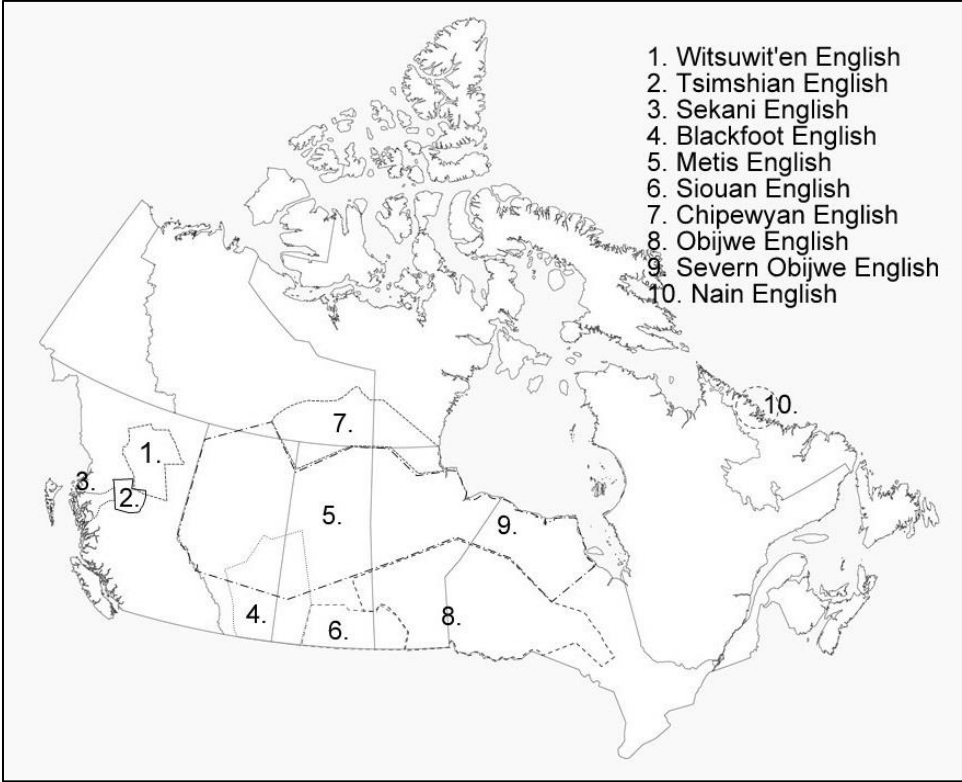 1. Witsuwit'en English
2. Tsimshian English
3. Sekani English
4. Blackfoot English
5. Metis English
6. Siouan English
7. Chipewyan English
8. Obijwe English
9. Severn Obijwe English
10. Nain English
10.
7.
1.
3.
2.
5.
9.
4.
6.
8.